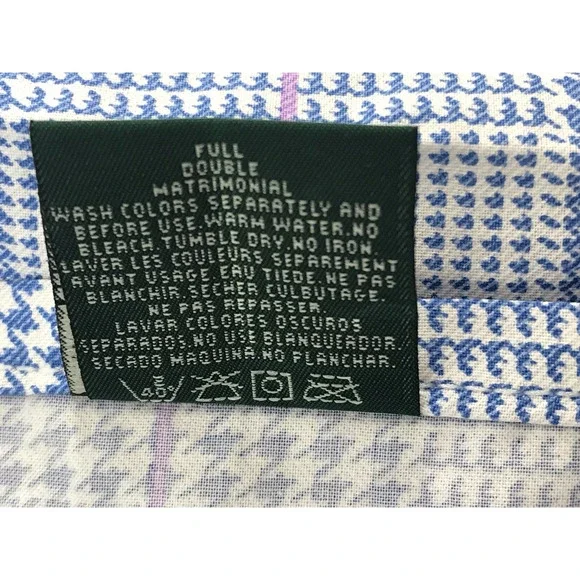 FULL
DOUBLE
MATRIMONIAL
WASH COLORS SEPARATELY AND
BEFORE USE.WARM WATER.NO
BLEACH.TUMBLE DRY.NO IRON.
LAVER LES COULEURS SEPAREMENT
AVANT USAGE.EAU TIEDE.NE PAS
BLANCHIR.SECHER CULBUTAGE.
NE PAS REPASSER.
LAVAR COLORES OSCUROS
SEPARADOS.NO USE BLANQUEADOR.
SECADO MAQUINA.NO PLANCHAR.
40